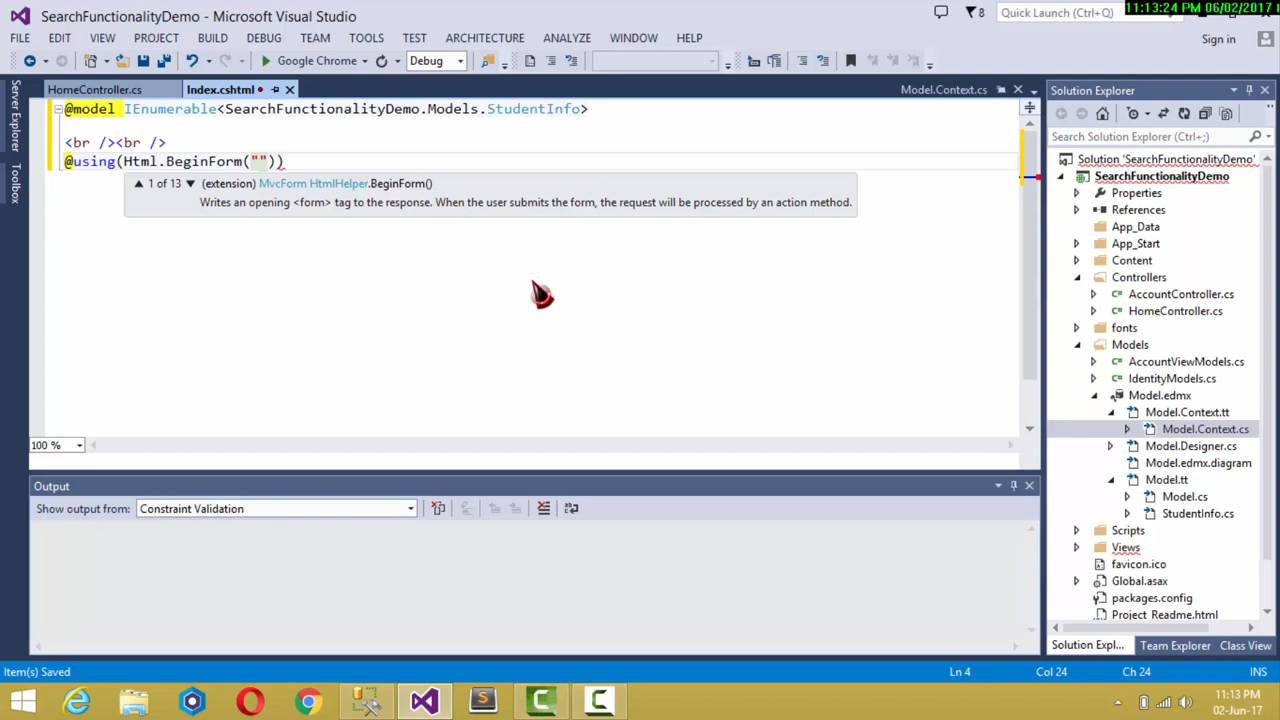 SearchFunctionalityDemo - Microsoft Visual Studio
8
Quick Launch (Ctrl+;)
11:13:24 PM 06/02/2017
FILE EDIT VIEW PROJECT BUILD DEBUG TEAM TOOLS TEST ARCHITECTURE ANALYZE WINDOW HELP
Sign in
Google Chrome
Debug
Server Explorer
Toolbox
HomeController.cs
Index.cshtml
Model.Context.cs
@model IEnumerable<SearchFunctionalityDemo.Models.StudentInfo>
<br /><br />
@using(Html.BeginForm(""))
1 of 13 (extension) MvcForm HtmlHelper.BeginForm()
Writes an opening <form> tag to the response. When the user submits the form, the request will be processed by an action method.
100 %
Output
Show output from: Constraint Validation
Solution Explorer
Search Solution Explorer (Ctrl+;)
Solution 'SearchFunctionalityDemo'
SearchFunctionalityDemo
Properties
References
App_Data
App_Start
Content
Controllers
AccountController.cs
HomeController.cs
fonts
Models
AccountViewModels.cs
IdentityModels.cs
Model.edmx
Model.Context.tt
Model.Context.cs
Model.Designer.cs
Model.edmx.diagram
Model.tt
Model.cs
StudentInfo.cs
Scripts
Views
favicon.ico
Global.asax
packages.config
Project_Readme.html
Solution Expl... Team Explorer Class View
Item(s) Saved
Ln 4
Col 24
Ch 24
INS
11:13 PM
02-Jun-17